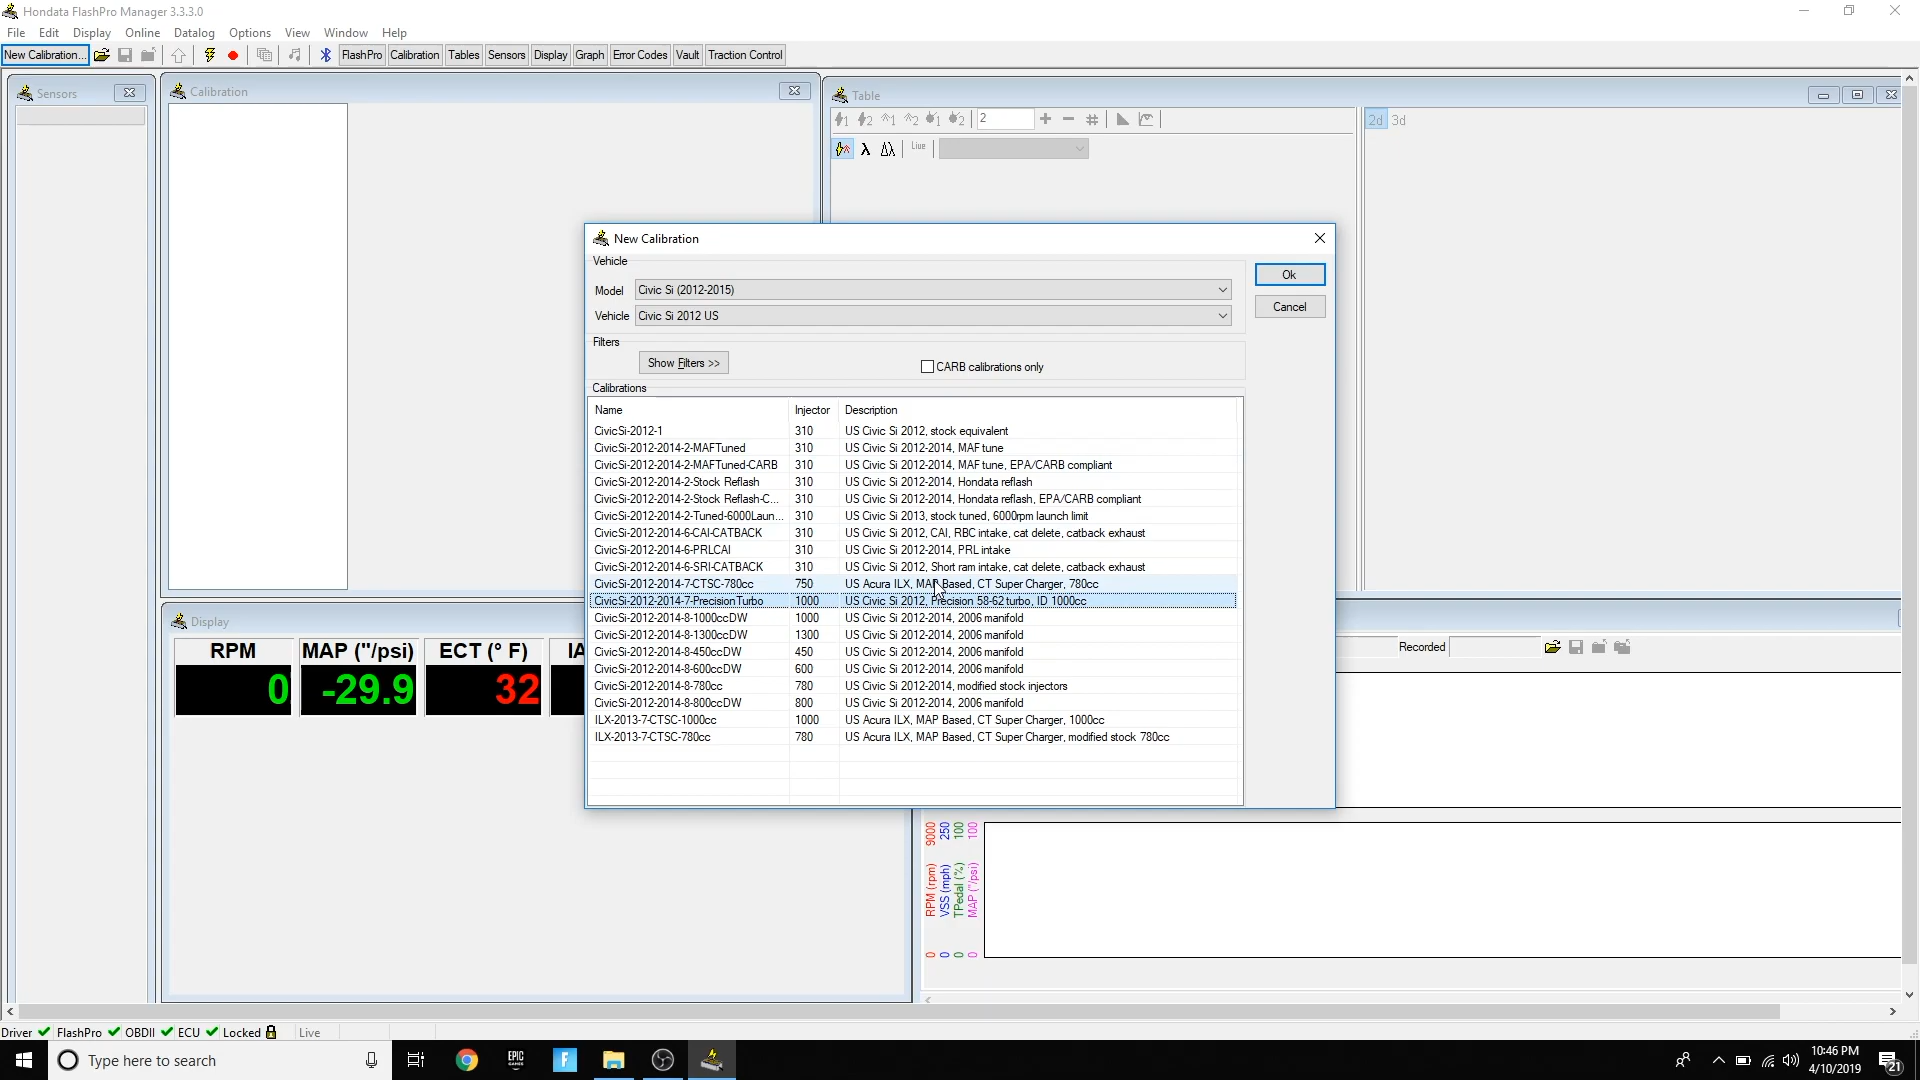 Hondata FlashPro Manager 3.3.3.0
File Edit Display Online Datalog Options View Window Help
New Calibration... FlashPro Calibration Tables Sensors Display Graph Error Codes Vault Traction Control
Sensors
Calibration
Table
2
2d 3d
λ Live
New Calibration
Vehicle
Model Civic Si (2012-2015)
Vehicle Civic Si 2012 US
Ok
Cancel
Filters
Show Filters >>
CARB calibrations only
Calibrations
Name Injector Description
CivicSi-2012-1 310 US Civic Si 2012, stock equivalent
CivicSi-2012-2014-2-MAFTuned 310 US Civic Si 2012-2014, MAF tune
CivicSi-2012-2014-2-MAFTuned-CARB 310 US Civic Si 2012-2014, MAF tune, EPA/CARB compliant
CivicSi-2012-2014-2-Stock Reflash 310 US Civic Si 2012-2014, Hondata reflash
CivicSi-2012-2014-2-Stock Reflash-C... 310 US Civic Si 2012-2014, Hondata reflash, EPA/CARB compliant
CivicSi-2012-2014-2-Tuned-6000Laun... 310 US Civic Si 2013, stock tuned, 6000rpm launch limit
CivicSi-2012-2014-6-CAI-CATBACK 310 US Civic Si 2012, CAI, RBC intake, cat delete, catback exhaust
CivicSi-2012-2014-6-PRLCAI 310 US Civic Si 2012-2014, PRL intake
CivicSi-2012-2014-6-SRI-CATBACK 310 US Civic Si 2012, Short ram intake, cat delete, catback exhaust
CivicSi-2012-2014-7-CTSC-780cc 750 US Acura ILX, MAP Based, CT Super Charger, 780cc
CivicSi-2012-2014-7-PrecisionTurbo 1000 US Civic Si 2012, Precision 58-62 turbo, ID 1000cc
CivicSi-2012-2014-8-1000ccDW 1000 US Civic Si 2012-2014, 2006 manifold
CivicSi-2012-2014-8-1300ccDW 1300 US Civic Si 2012-2014, 2006 manifold
CivicSi-2012-2014-8-450ccDW 450 US Civic Si 2012-2014, 2006 manifold
CivicSi-2012-2014-8-600ccDW 600 US Civic Si 2012-2014, 2006 manifold
CivicSi-2012-2014-8-780cc 780 US Civic Si 2012-2014, modified stock injectors
CivicSi-2012-2014-8-800ccDW 800 US Civic Si 2012-2014, 2006 manifold
ILX-2013-7-CTSC-1000cc 1000 US Acura ILX, MAP Based, CT Super Charger, 1000cc
ILX-2013-7-CTSC-780cc 780 US Acura ILX, MAP Based, CT Super Charger, modified stock 780cc
Display
RPM MAP ("/psi) ECT (° F) IA
0 -29.9 32
Recorded
9000 250 100 100
RPM (rpm) VSS (mph) TPedal (%) MAP ("/psi)
0 0 0 0
Driver FlashPro OBDII ECU Locked Live
Type here to search
EPIC GAMES
10:46 PM
4/10/2019
21